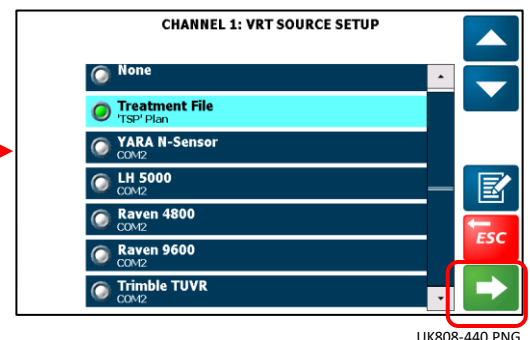 CHANNEL 1: VRT SOURCE SETUP
None
Treatment File
'TSP' Plan
YARA N-Sensor
COM2
LH 5000
COM2
Raven 4800
COM2
Raven 9600
COM2
Trimble TUVR
COM2
ESC
UK808-440.PNG